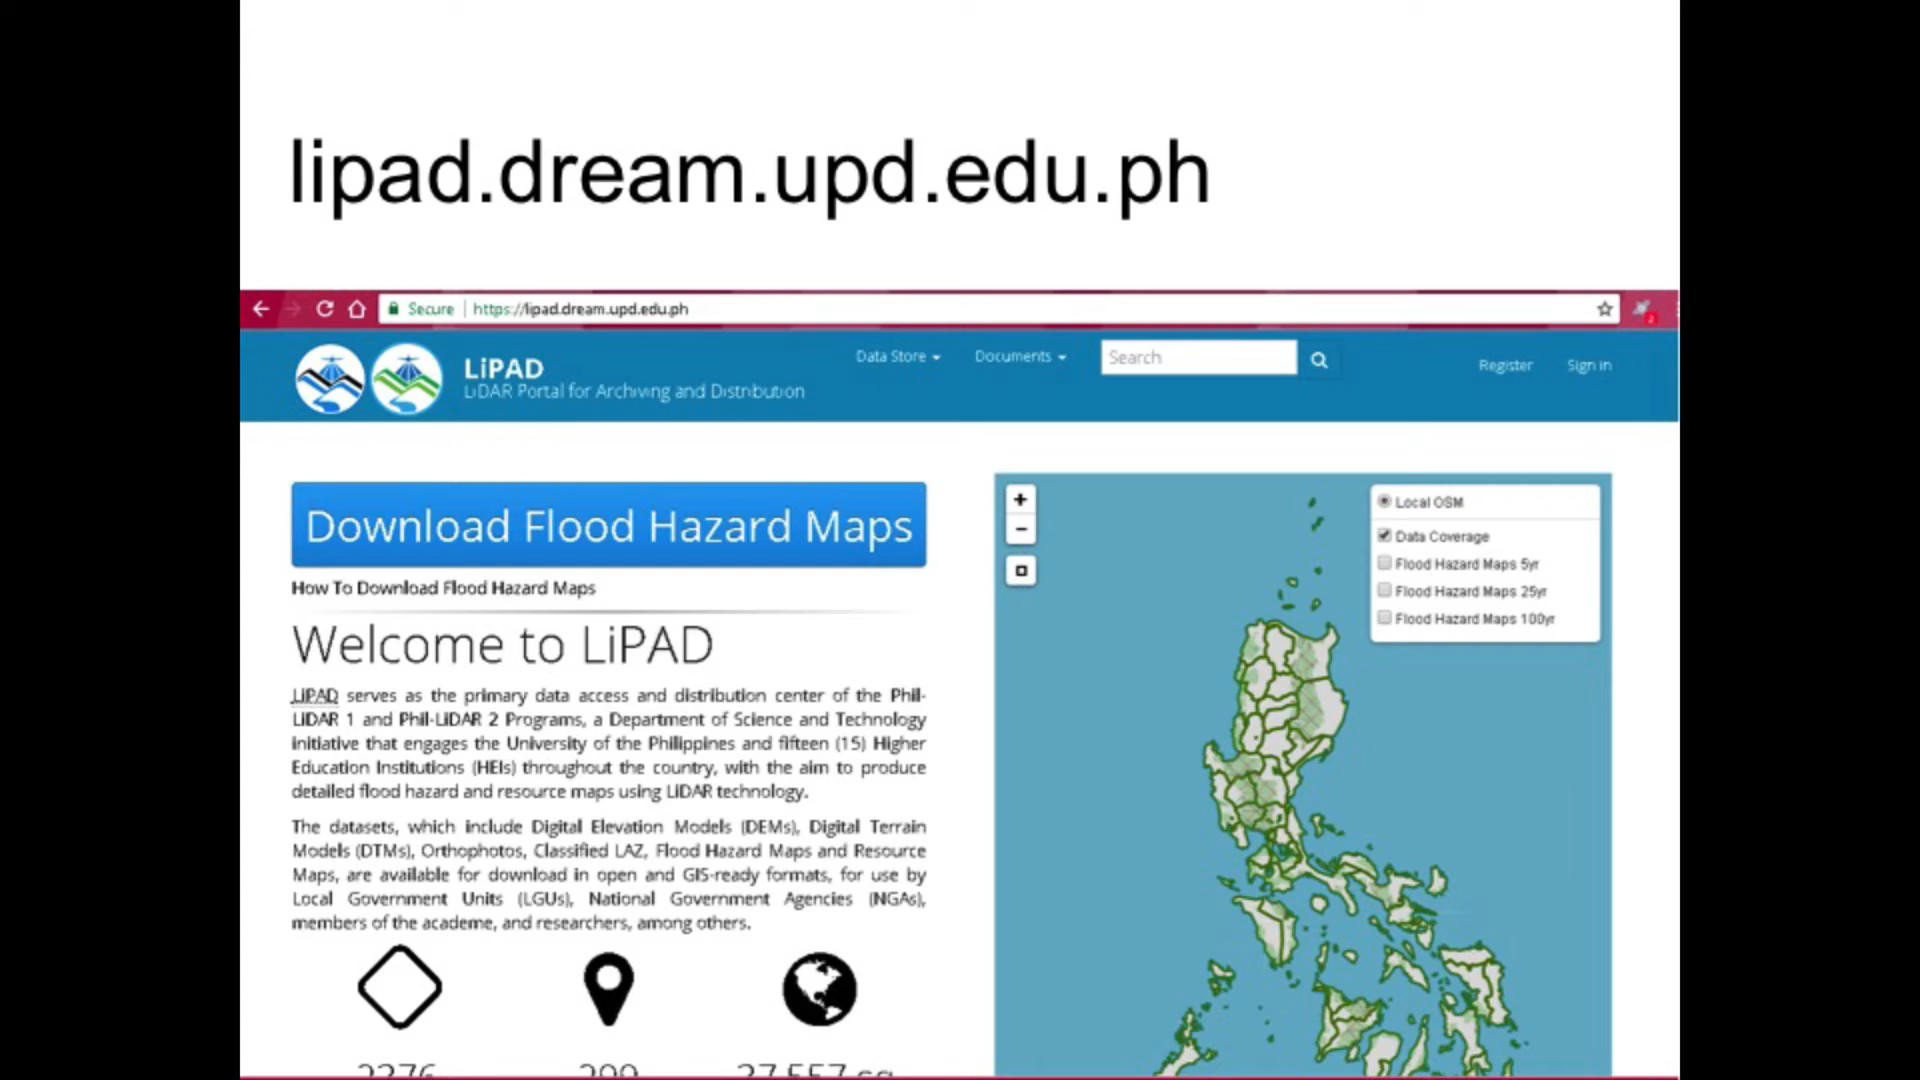 lipad.dream.upd.edu.ph
Secure https://lipad.dream.upd.edu.ph
LiPAD
LiDAR Portal for Archiving and Distribution
Data Store
Documents
Search
Register
Sign in
Download Flood Hazard Maps
How To Download Flood Hazard Maps
Welcome to LiPAD
LiPAD serves as the primary data access and distribution center of the Phil-
LiDAR 1 and Phil-LiDAR 2 Programs, a Department of Science and Technology
initiative that engages the University of the Philippines and fifteen (15) Higher
Education Institutions (HEIs) throughout the country, with the aim to produce
detailed flood hazard and resource maps using LiDAR technology.
The datasets, which include Digital Elevation Models (DEMs), Digital Terrain
Models (DTMs), Orthophotos, Classified LAZ, Flood Hazard Maps and Resource
Maps, are available for download in open and GIS-ready formats, for use by
Local Government Units (LGUs), National Government Agencies (NGAs),
members of the academe, and researchers, among others.
+
−
Local OSM
Data Coverage
Flood Hazard Maps 5yr
Flood Hazard Maps 25yr
Flood Hazard Maps 100yr